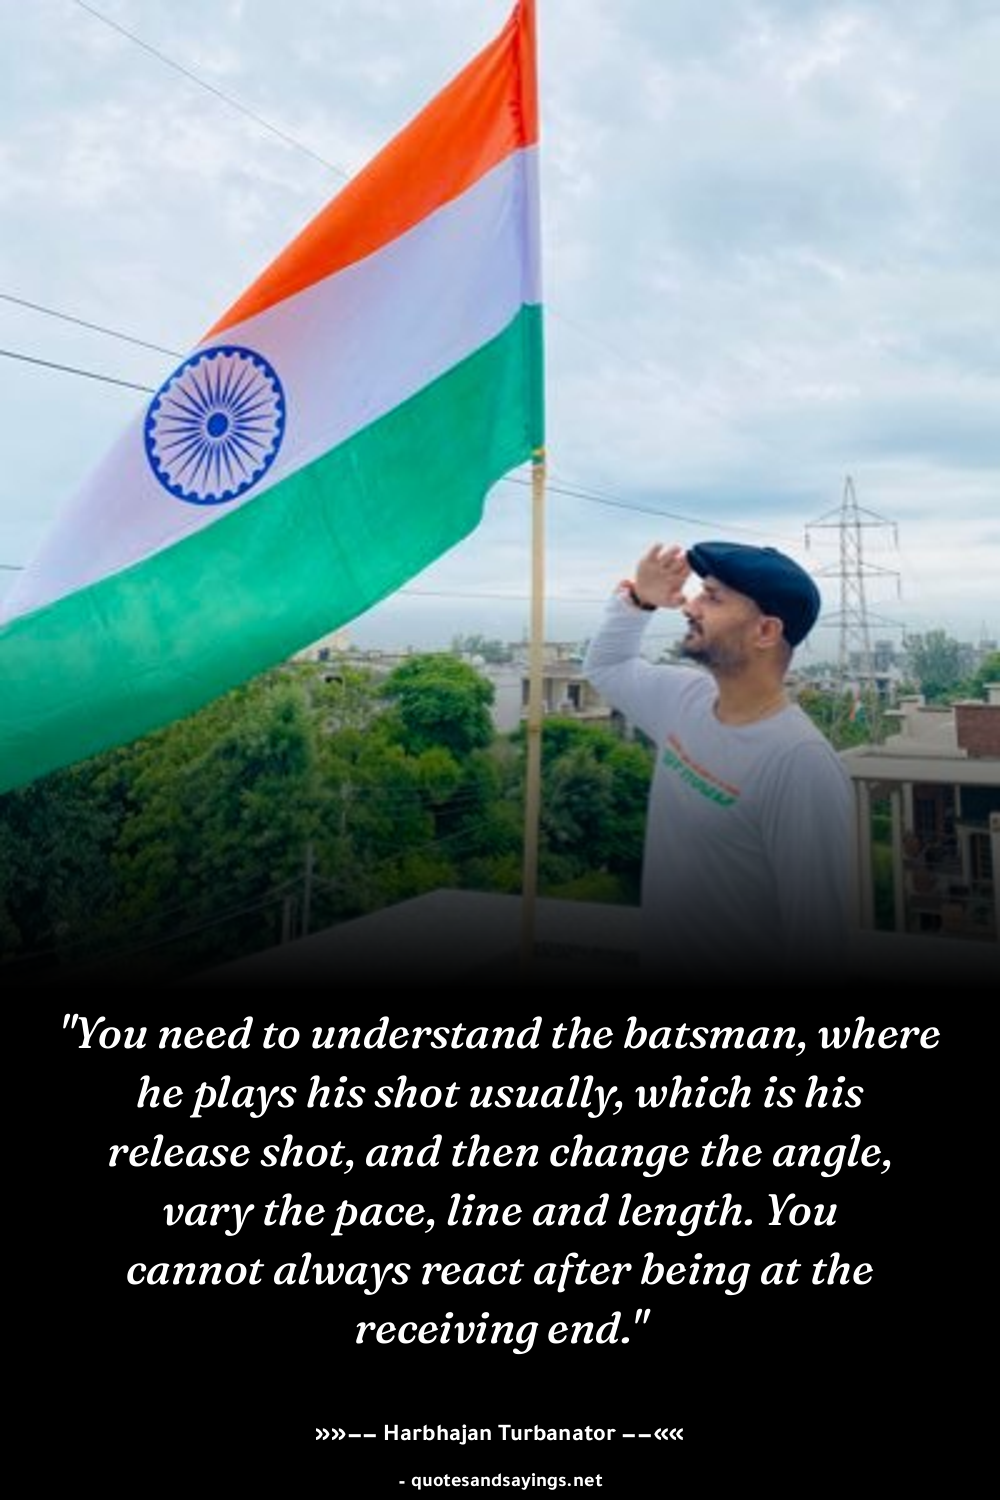 "You need to understand the batsman, where
he plays his shot usually, which is his
release shot, and then change the angle,
vary the pace, line and length. You
cannot always react after being at the
receiving end."
»»–– Harbhajan Turbanator ––««
- quotesandsayings.net